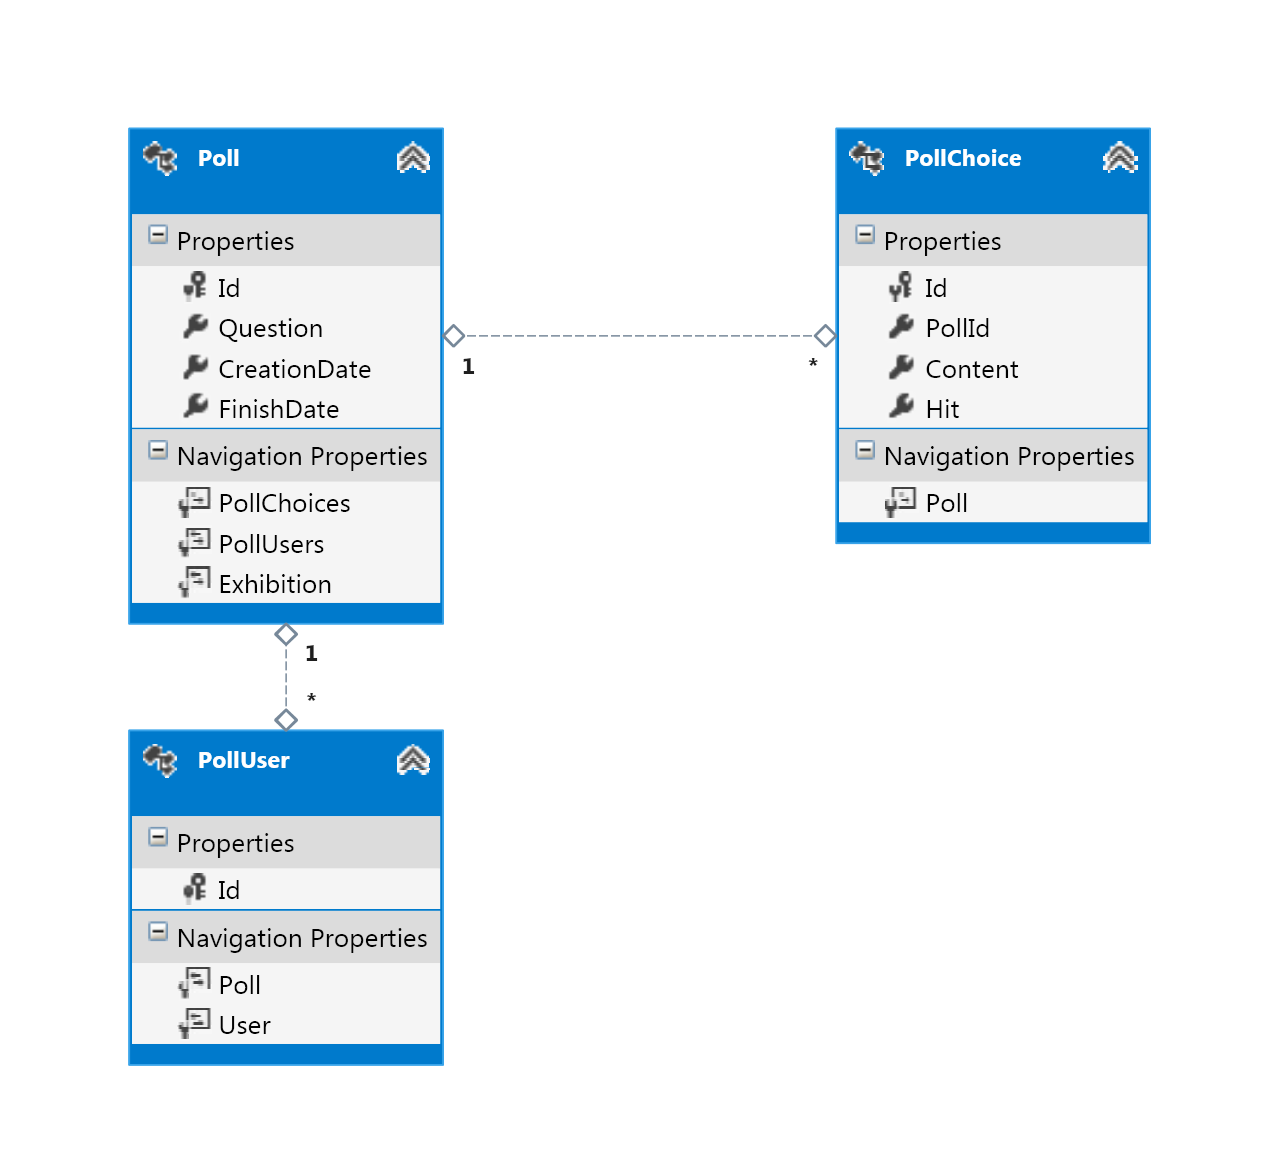 Poll
Properties
Id
Question
CreationDate
FinishDate
Navigation Properties
PollChoices
PollUsers
Exhibition
1
*
PollChoice
Properties
Id
PollId
Content
Hit
Navigation Properties
Poll
1
*
PollUser
Properties
Id
Navigation Properties
Poll
User